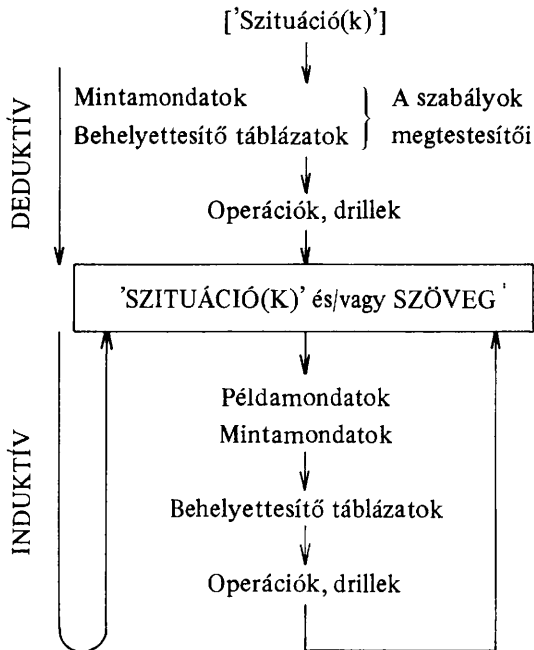 ['Szituáció(k)']
DEDUKTÍV
Mintamondatok
Behelyettesítő táblázatok
A szabályok
megtestesítői
Operációk, drillek
'SZITUÁCIÓ(K)' és/vagy SZÖVEG '
INDUKTÍV
Példamondatok
Mintamondatok
Behelyettesítő táblázatok
Operációk, drillek